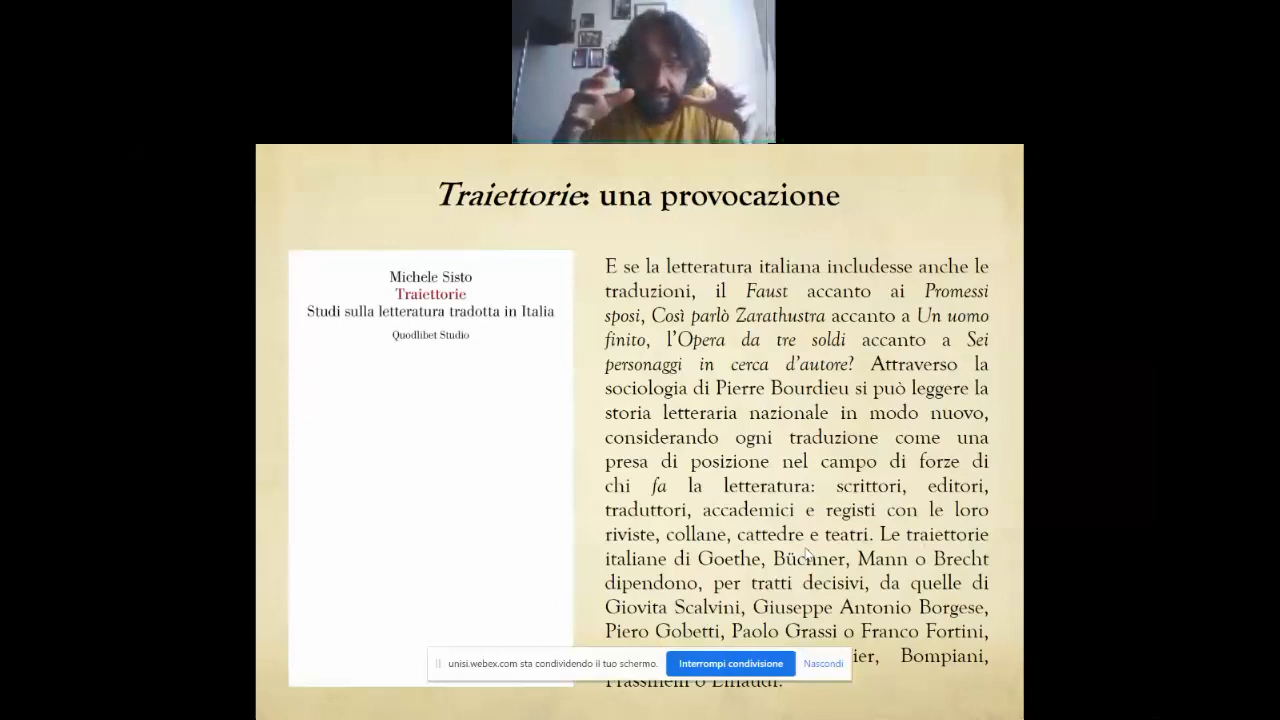 Traiettorie: una provocazione
Michele Sisto
Traiettorie
Studi sulla letteratura tradotta in Italia
Quodlibet Studio
E se la letteratura italiana includesse anche le
traduzioni, il Faust accanto ai Promessi
sposi, Così parlò Zarathustra accanto a Un uomo
finito, l'Opera da tre soldi accanto a Sei
personaggi in cerca d'autore? Attraverso la
sociologia di Pierre Bourdieu si può leggere la
storia letteraria nazionale in modo nuovo,
considerando ogni traduzione come una
presa di posizione nel campo di forze di
chi fa la letteratura: scrittori, editori,
traduttori, accademici e registi con le loro
riviste, collane, cattedre e teatri. Le traiettorie
italiane di Goethe, Büchner, Mann o Brecht
dipendono, per tratti decisivi, da quelle di
Giovita Scalvini, Giuseppe Antonio Borgese,
Piero Gobetti, Paolo Grassi o Franco Fortini,
Bompiani,
Frassinelli o Einaudi.
unisi.webex.com sta condividendo il tuo schermo.
Interrompi condivisione
Nascondi